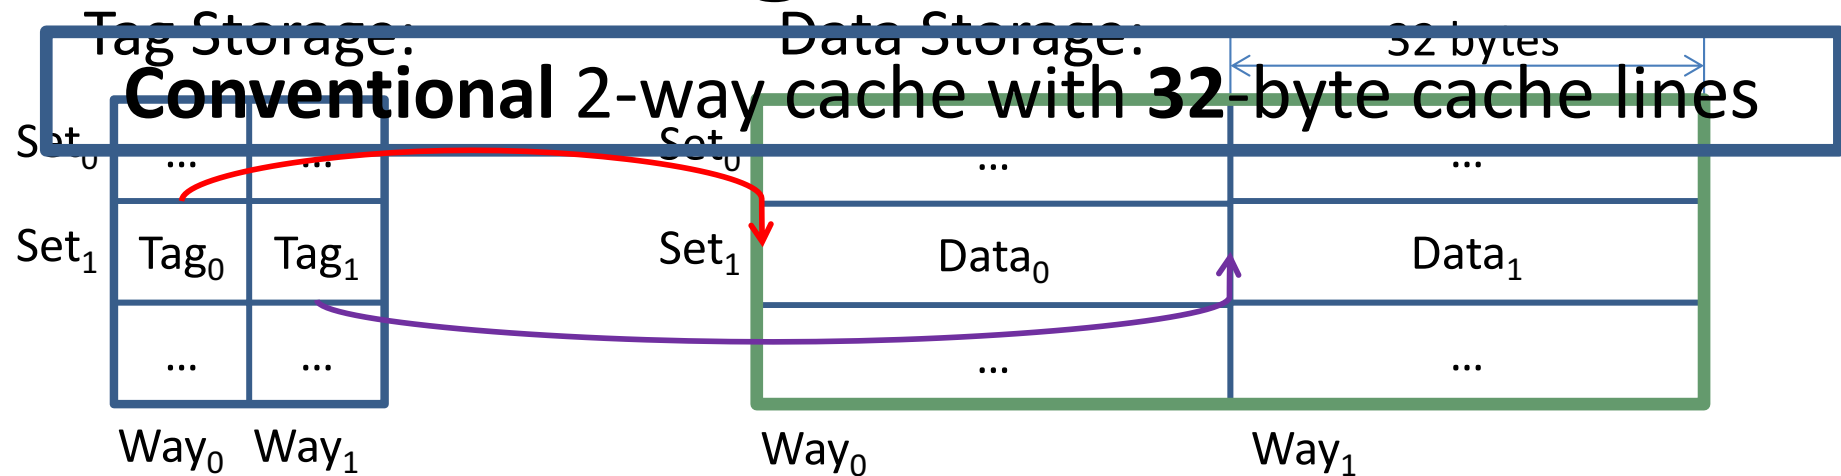 Tag Storage: Data Storage: 32 bytes
Conventional 2-way cache with 32-byte cache lines
Set0 ... ... Set0 ... ...
Set1 Tag0 Tag1 Set1 Data0 Data1
... ... ... ...
Way0 Way1 Way0 Way1